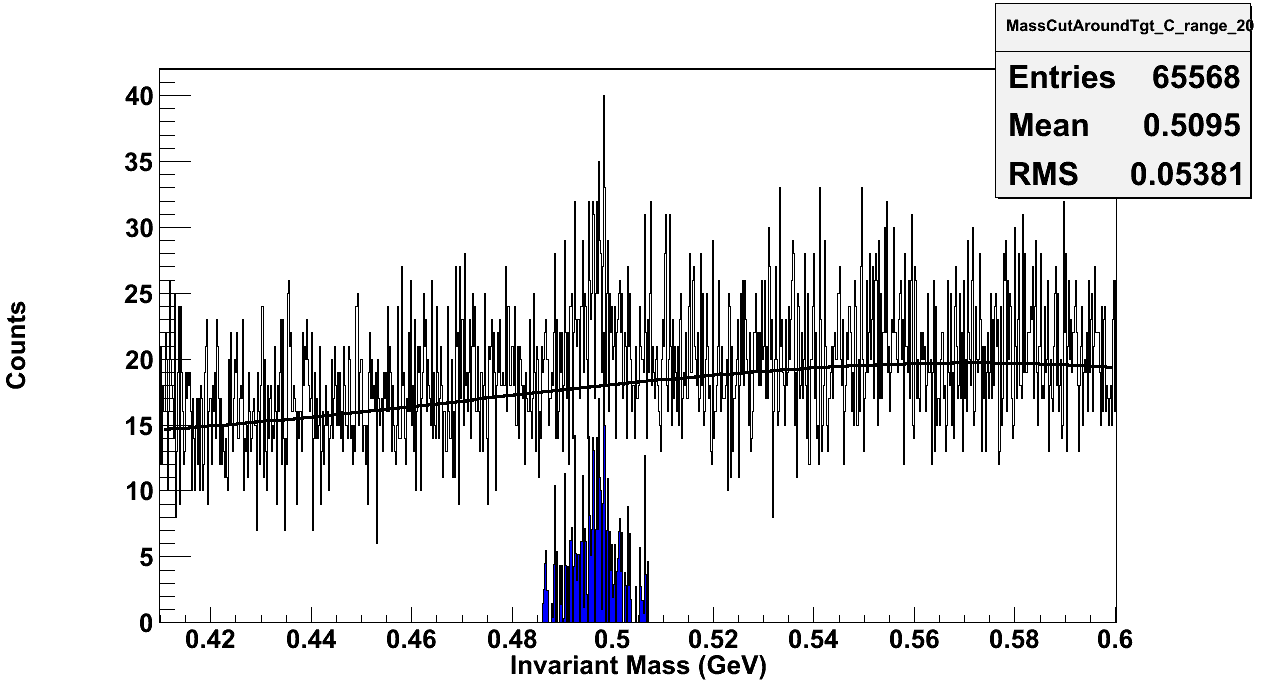 MassCutAroundTgt_C_range_20
Entries 65568
Mean 0.5095
RMS 0.05381
40
35
30
25
20
15
10
5
0
Counts
0.42 0.44 0.46 0.48 0.5 0.52 0.54 0.56 0.58 0.6
Invariant Mass (GeV)